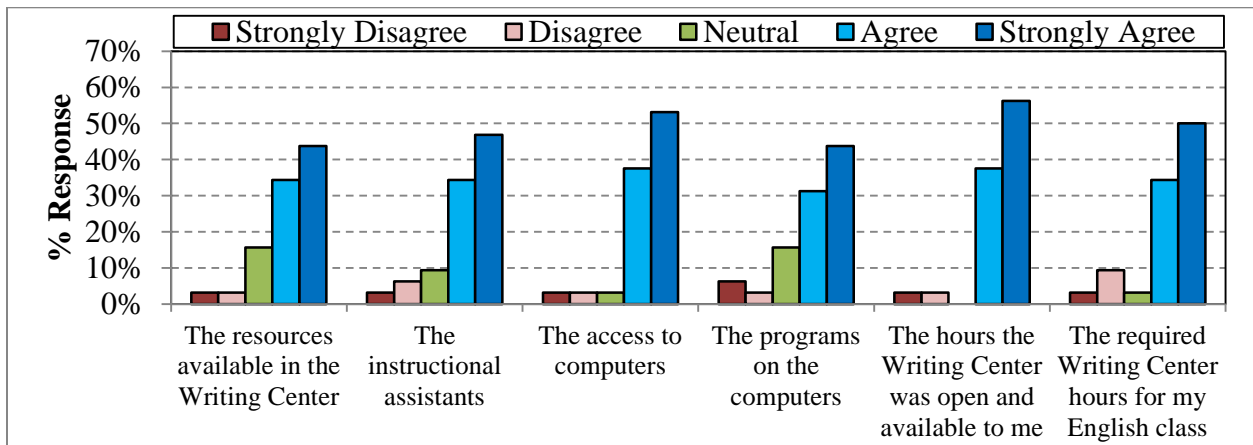 Strongly Disagree Disagree Neutral Agree Strongly Agree
% Response
70%
60%
50%
40%
30%
20%
10%
0%
The resources
available in the
Writing Center
The
instructional
assistants
The access to
computers
The programs
on the
computers
The hours the
Writing Center
was open and
available to me
The required
Writing Center
hours for my
English class